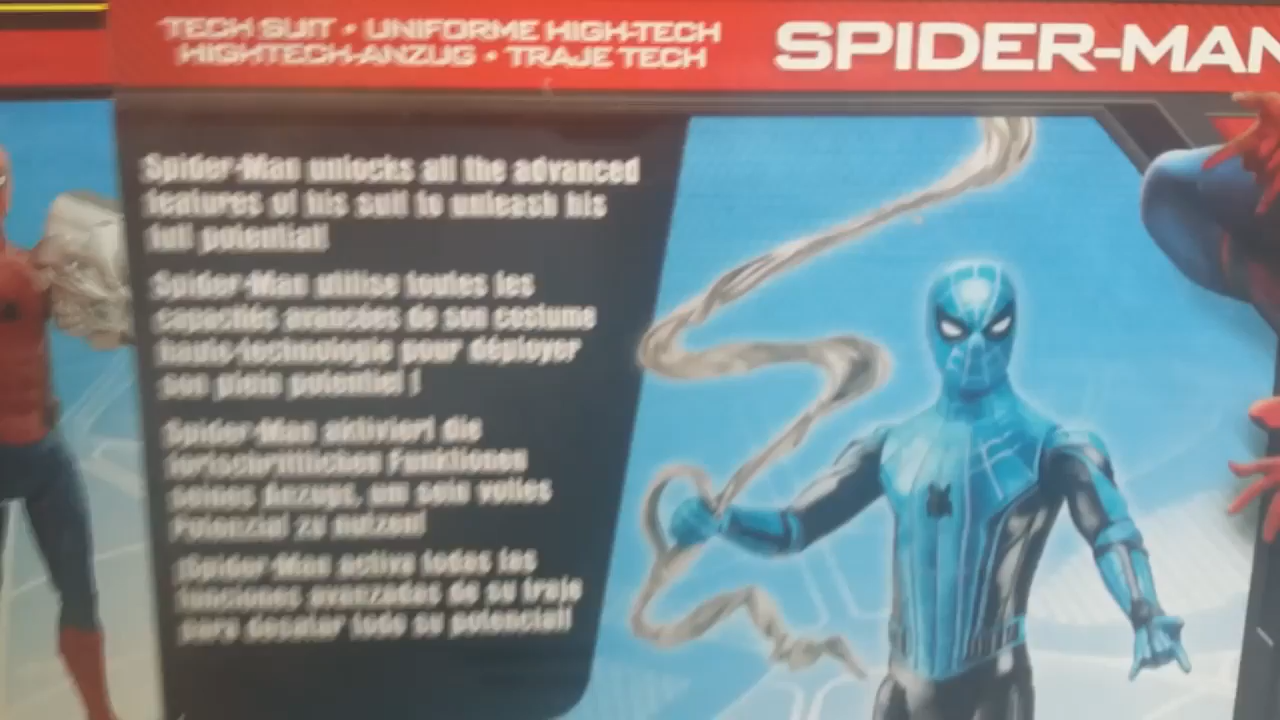 TECH SUIT • UNIFORME HIGH-TECH
HIGHTECH-ANZUG • TRAJE TECH
SPIDER-MAN
Spider-Man unlocks all the advanced
features of his suit to unleash his
full potential!
Spider-Man utilise toutes les
capacités avancées de son costume
haute-technologie pour déployer
son plein potentiel !
Spider-Man aktiviert die
fortschrittlichen Funktionen
seines Anzugs, um sein volles
Potenzial zu nutzen!
¡Spider-Man activa todas las
funciones avanzadas de su traje
para desatar todo su potencial!